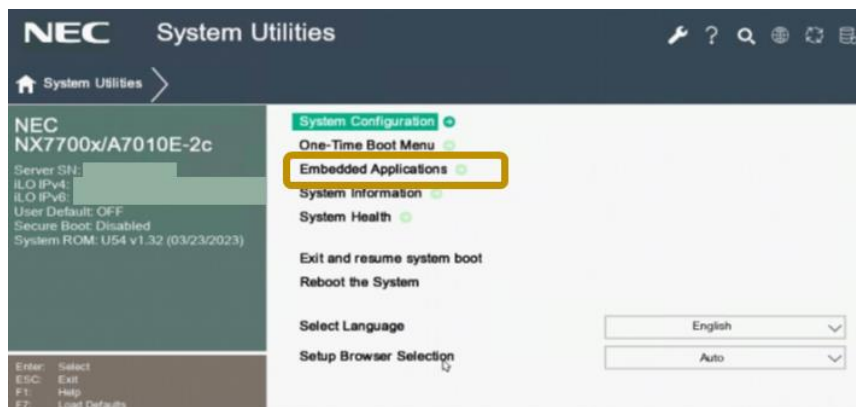 NEC System Utilities
System Utilities
NEC
NX7700x/A7010E-2c
Server SN:
iLO IPv4:
iLO IPv6:
User Default: OFF
Secure Boot: Disabled
System ROM: U54 v1.32 (03/23/2023)
Enter: Select
ESC: Exit
F1: Help
F7: Load Defaults
System Configuration
One-Time Boot Menu
Embedded Applications
System Information
System Health
Exit and resume system boot
Reboot the System
Select Language English
Setup Browser Selection Auto